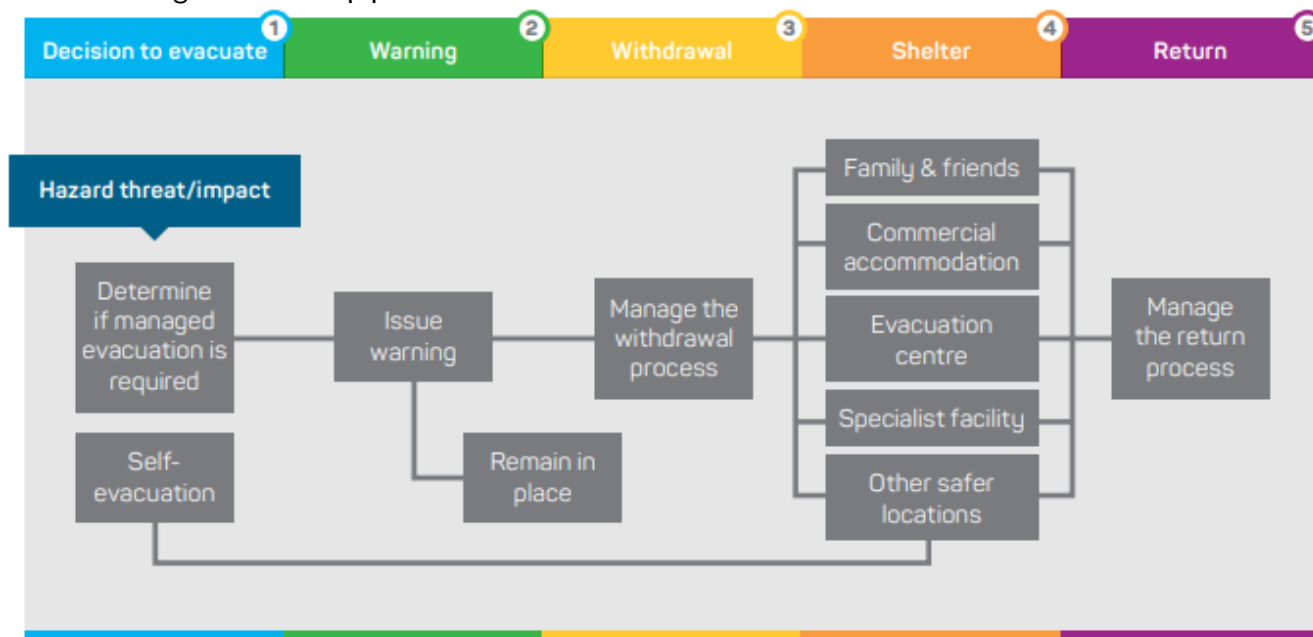 Decision to evacuate 1
Warning 2
Withdrawal 3
Shelter 4
Return 5
Hazard threat/impact
Determine
if managed
evacuation is
required
Self-
evacuation
Issue
warning
Remain in
place
Manage the
withdrawal
process
Family & friends
Commercial
accommodation
Evacuation
centre
Specialist facility
Other safer
locations
Manage
the return
process